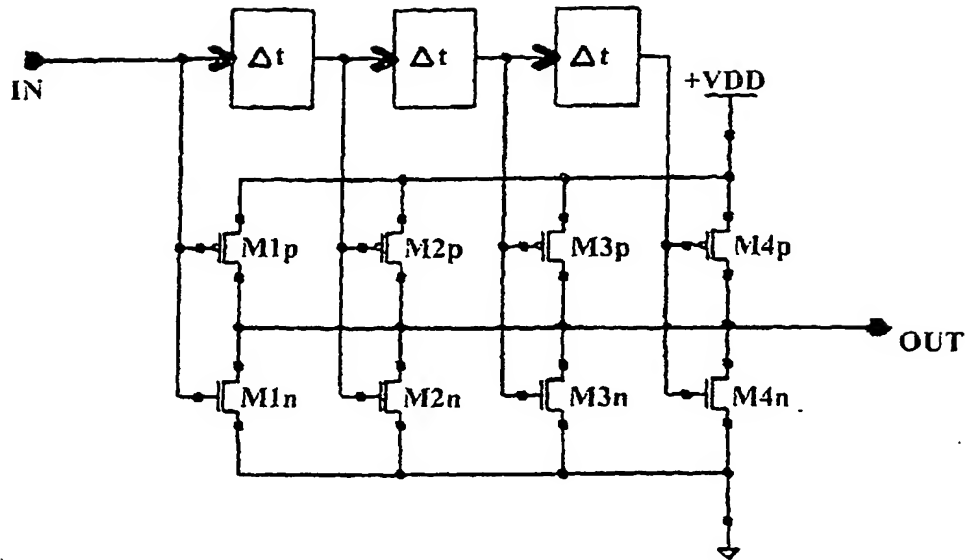 Δt Δt Δt
IN
+VDD
M1p M2p M3p M4p
OUT
M1n M2n M3n M4n